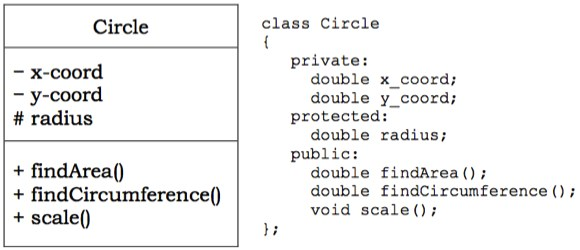 Circle
– x-coord
– y-coord
# radius
+ findArea()
+ findCircumference()
+ scale()
class Circle
{
private:
double x_coord;
double y_coord;
protected:
double radius;
public:
double findArea();
double findCircumference();
void scale();
};